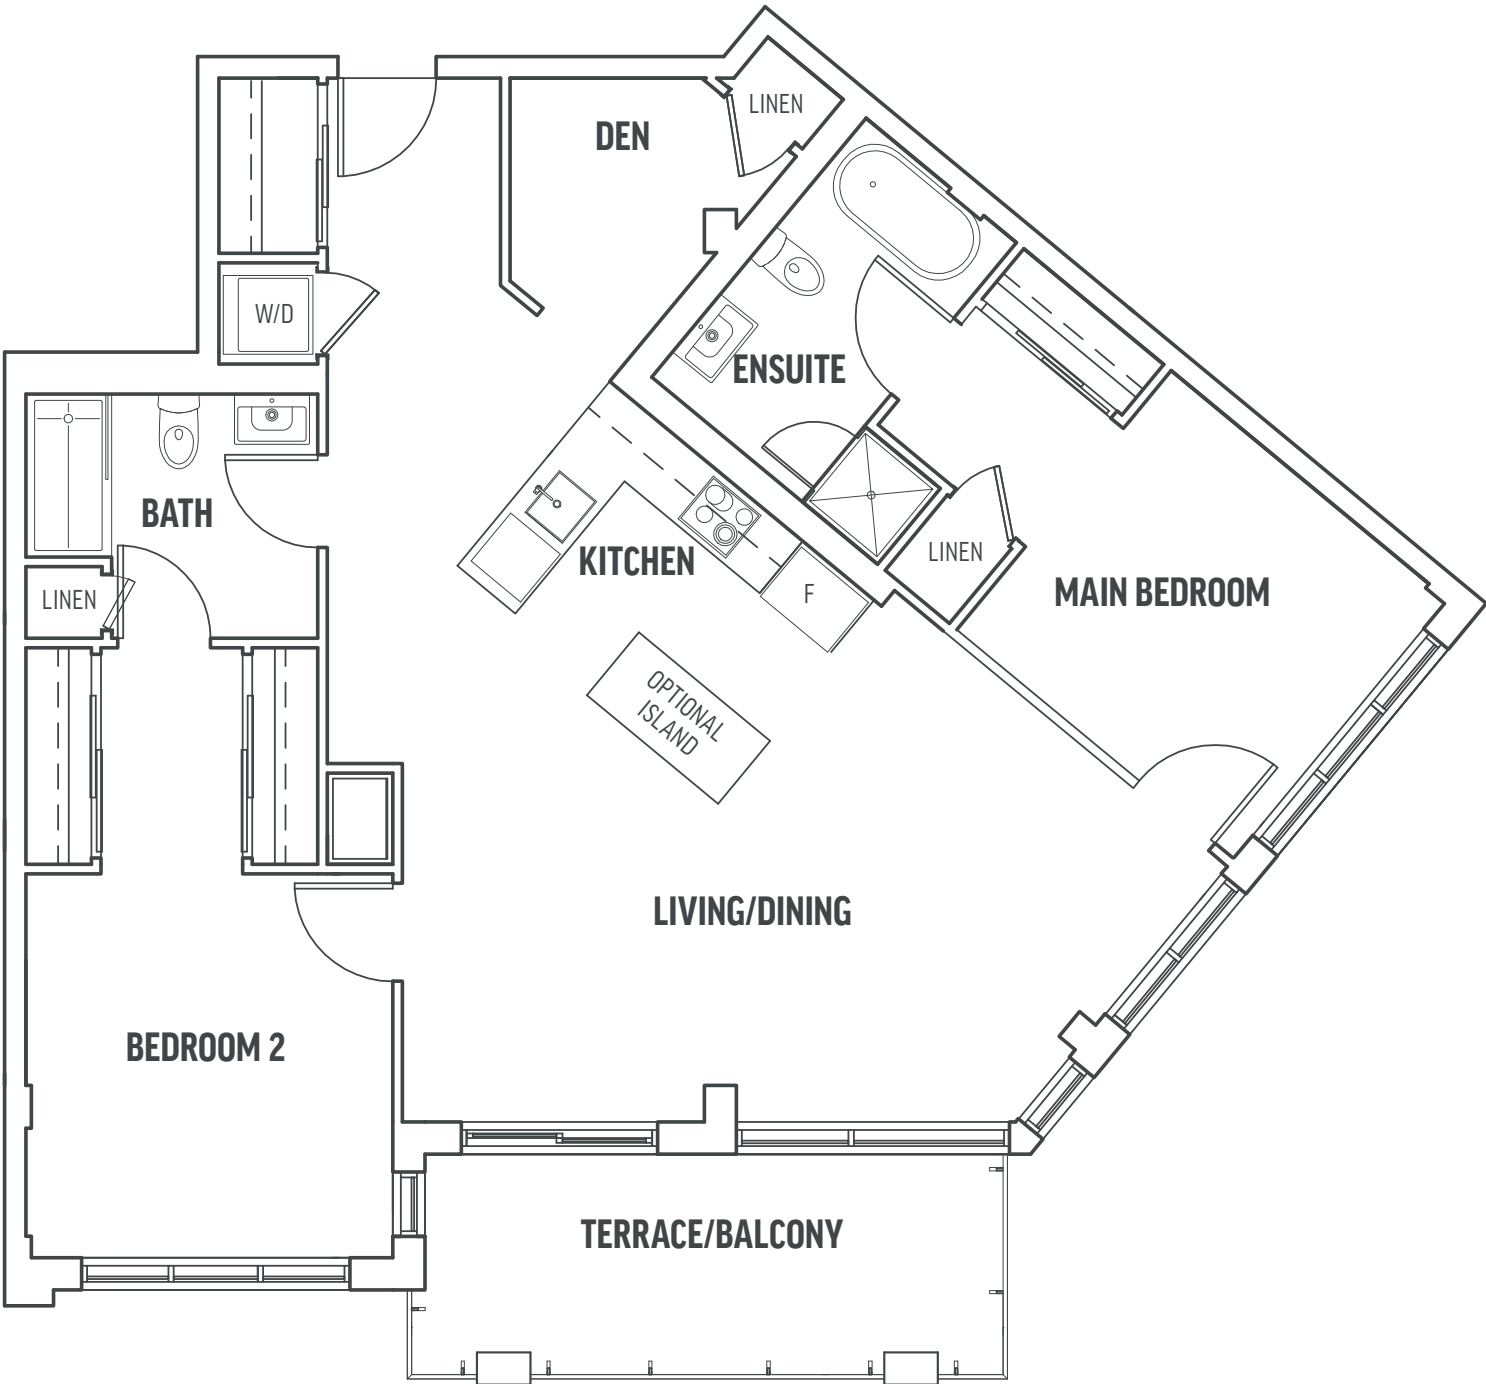 LINEN
DEN
W/D
ENSUITE
BATH
KITCHEN
LINEN
MAIN BEDROOM
LINEN
F
OPTIONAL
ISLAND
LIVING/DINING
BEDROOM 2
TERRACE/BALCONY